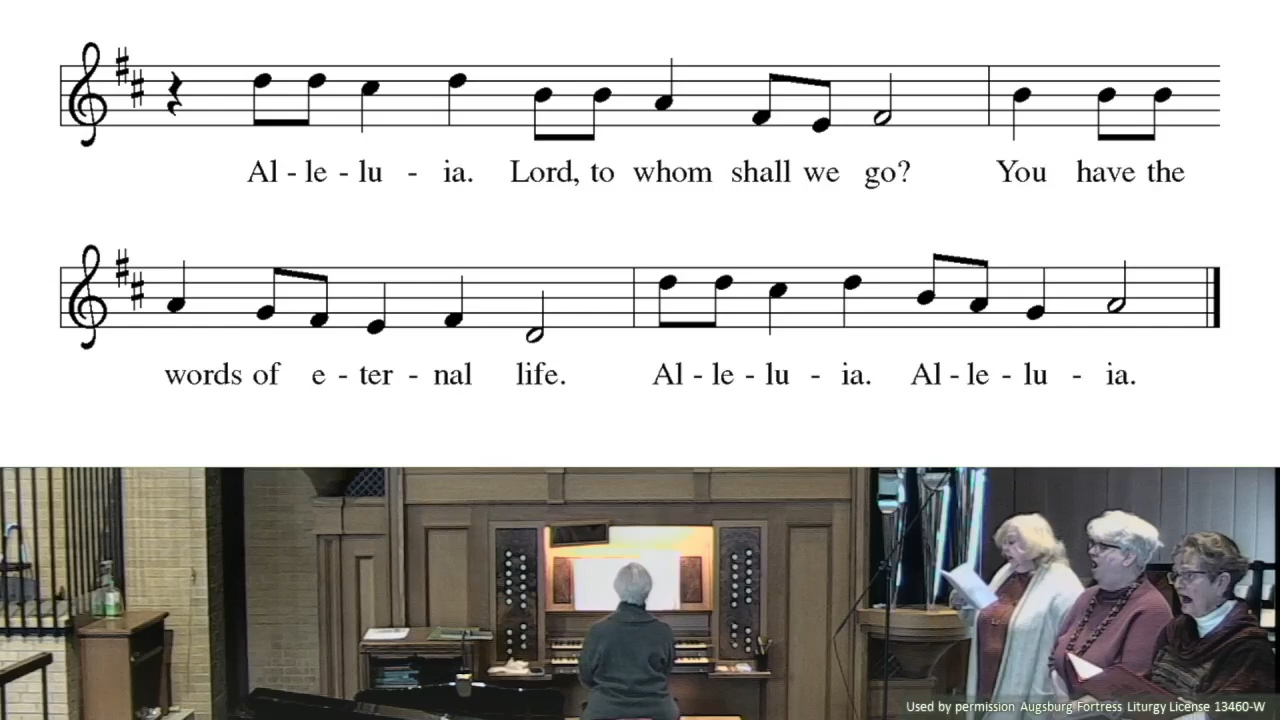 Al - le - lu - ia. Lord, to whom shall we go? You have the
words of e - ter - nal life. Al - le - lu - ia. Al - le - lu - ia.
Used by permission Augsburg Fortress Liturgy License 13460-W